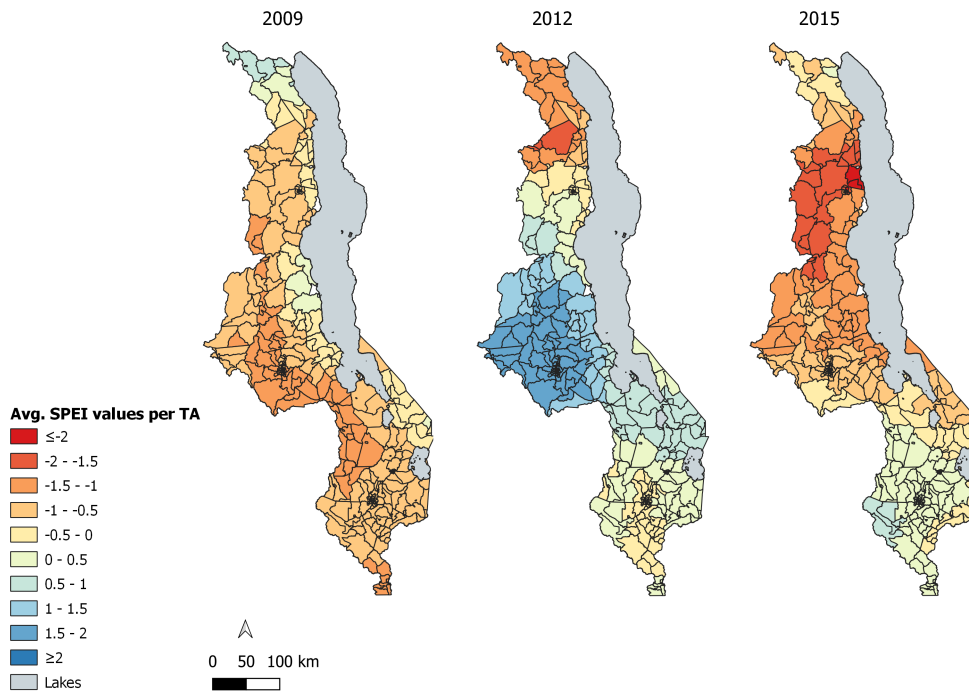 2009
2012
2015
Avg. SPEI values per TA
≤-2
-2 - -1.5
-1.5 - -1
-1 - -0.5
-0.5 - 0
0 - 0.5
0.5 - 1
1 - 1.5
1.5 - 2
≥2
Lakes
0 50 100 km